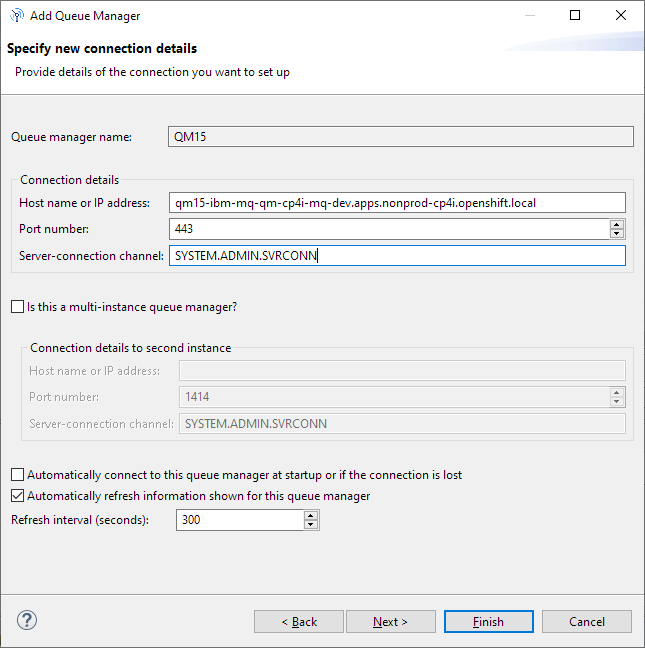 Add Queue Manager
Specify new connection details
Provide details of the connection you want to set up
Queue manager name: QM15
Connection details
Host name or IP address: qm15-ibm-mq-qm-cp4i-mq-dev.apps.nonprod-cp4i.openshift.local
Port number: 443
Server-connection channel: SYSTEM.ADMIN.SVRCONN
Is this a multi-instance queue manager?
Connection details to second instance
Host name or IP address:
Port number: 1414
Server-connection channel: SYSTEM.ADMIN.SVRCONN
Automatically connect to this queue manager at startup or if the connection is lost
Automatically refresh information shown for this queue manager
Refresh interval (seconds): 300
? < Back Next > Finish Cancel